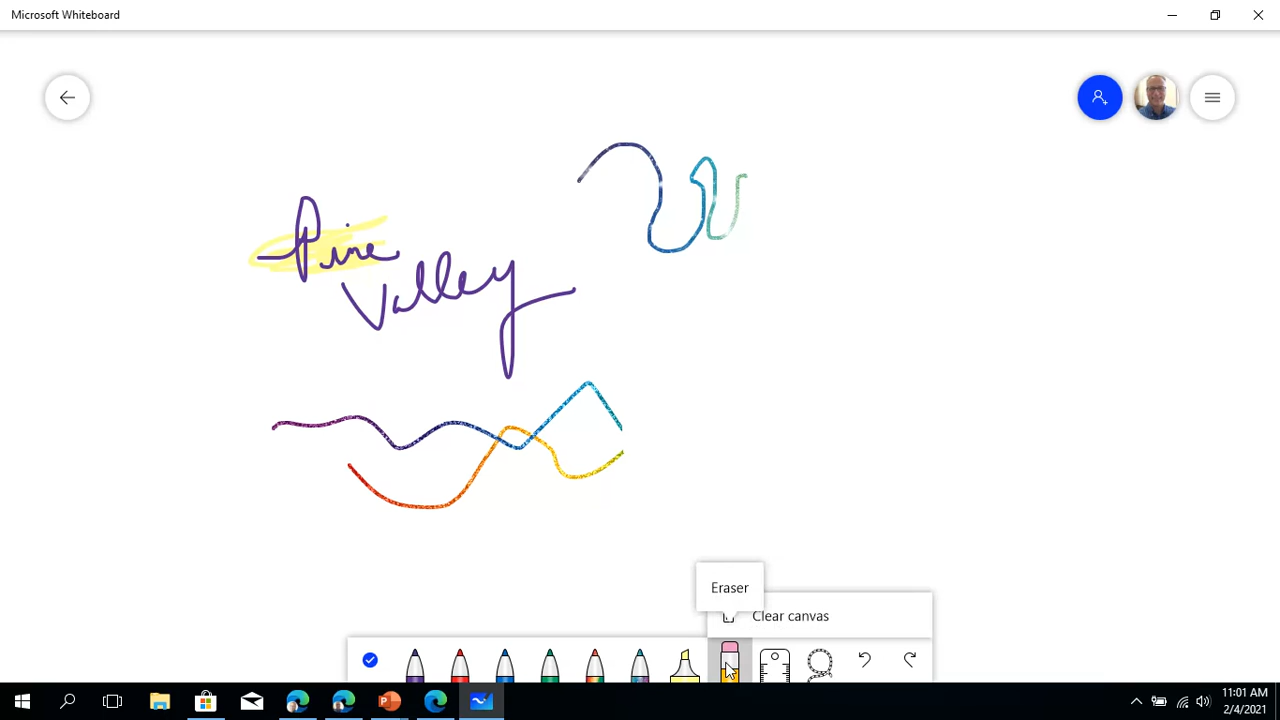 Microsoft Whiteboard
Pine
Valley
Eraser
Clear canvas
11:01 AM
2/4/2021